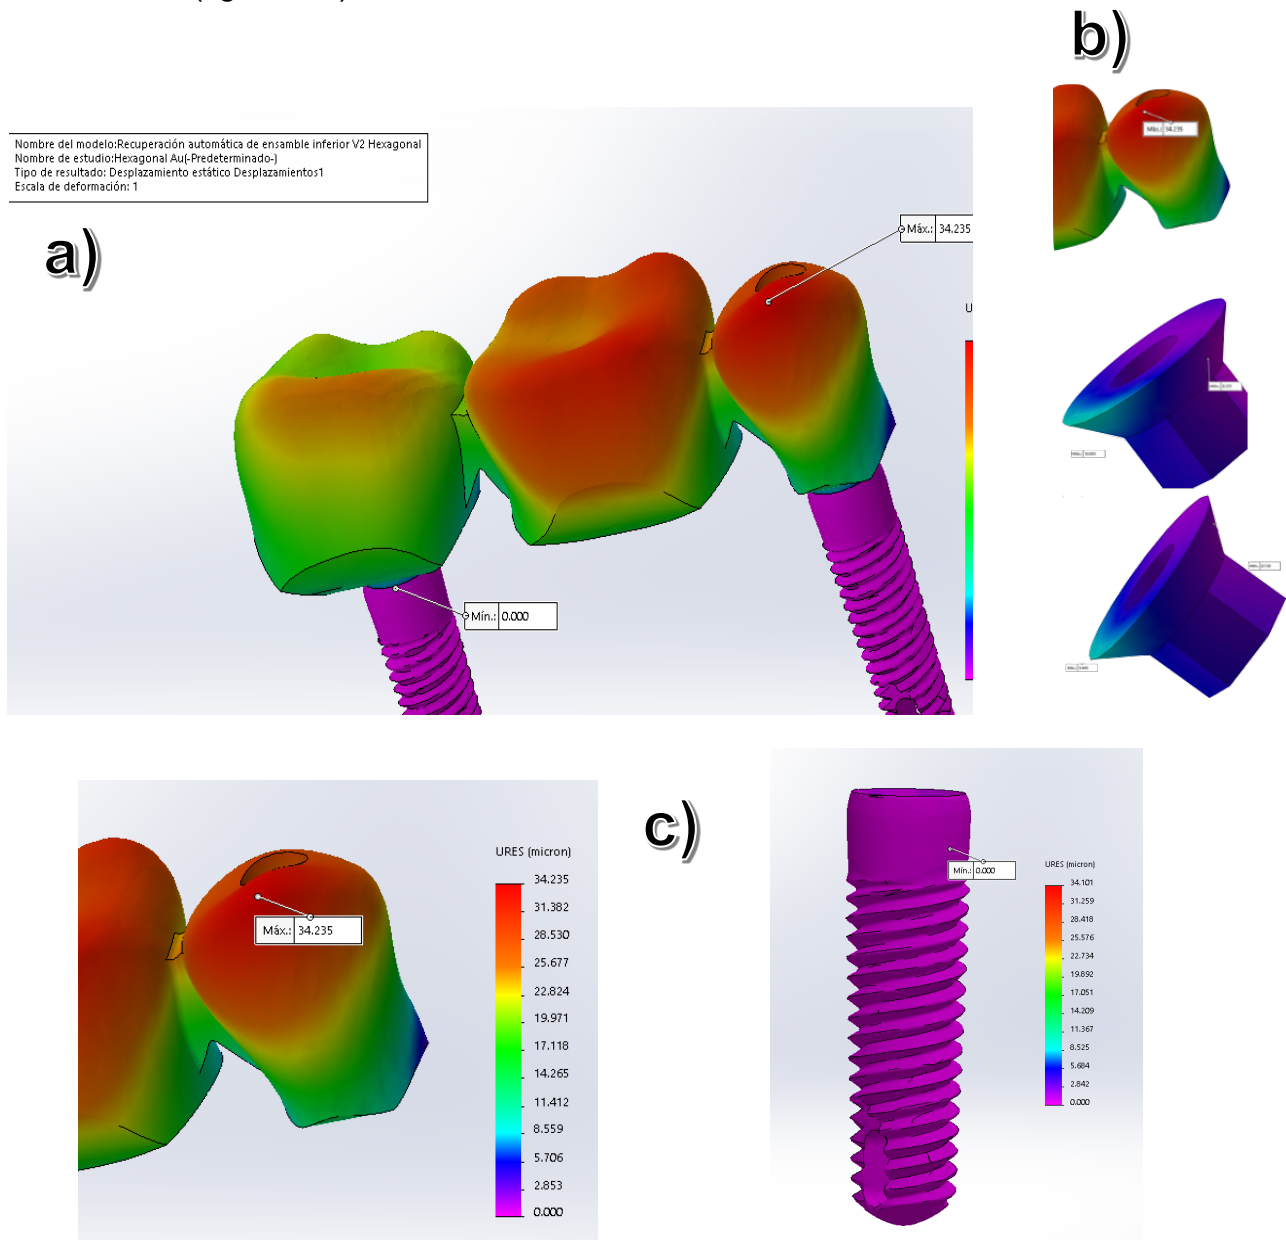 b)
Nombre del modelo:Recuperación automática de ensamble inferior V2 Hexagonal
Nombre de estudio:Hexagonal Au(-Predeterminado-)
Tipo de resultado: Desplazamiento estático Desplazamientos1
Escala de deformación: 1
a)
Máx.: 34.235
Máx.: 34.235
U
Mín.: 0.000
c)
URES (micron)
34.235
31.382
28.530
25.677
22.824
19.971
17.118
14.265
11.412
8.559
5.706
2.853
0.000
Máx.: 34.235
Mín.: 0.000
URES (micron)
34.101
31.259
28.418
25.576
22.734
19.892
17.051
14.209
11.367
8.525
5.684
2.842
0.000